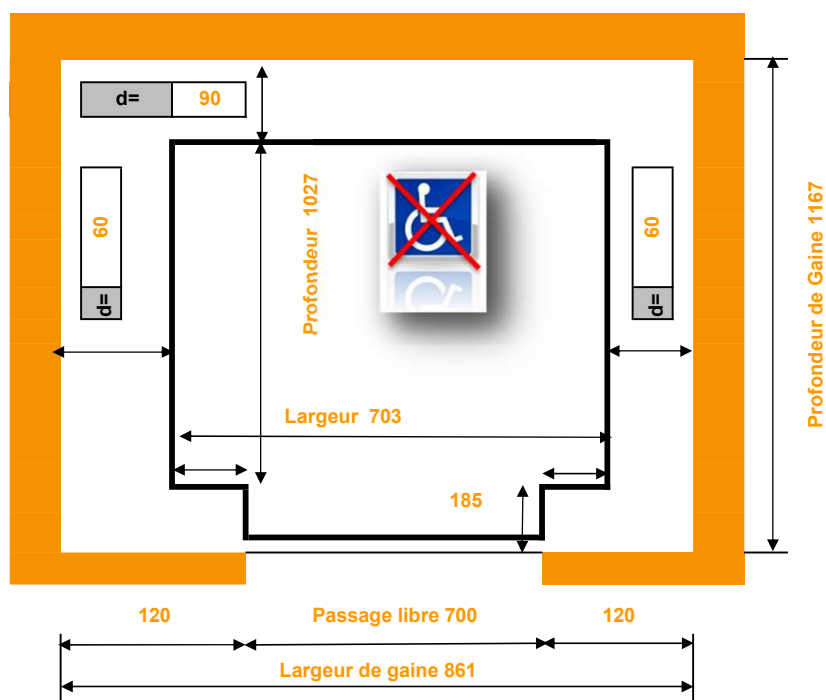 d= 90
Profondeur 1027
d= 60
d= 60
Profondeur de Gaine 1167
Largeur 703
185
120 Passage libre 700 120
Largeur de gaine 861